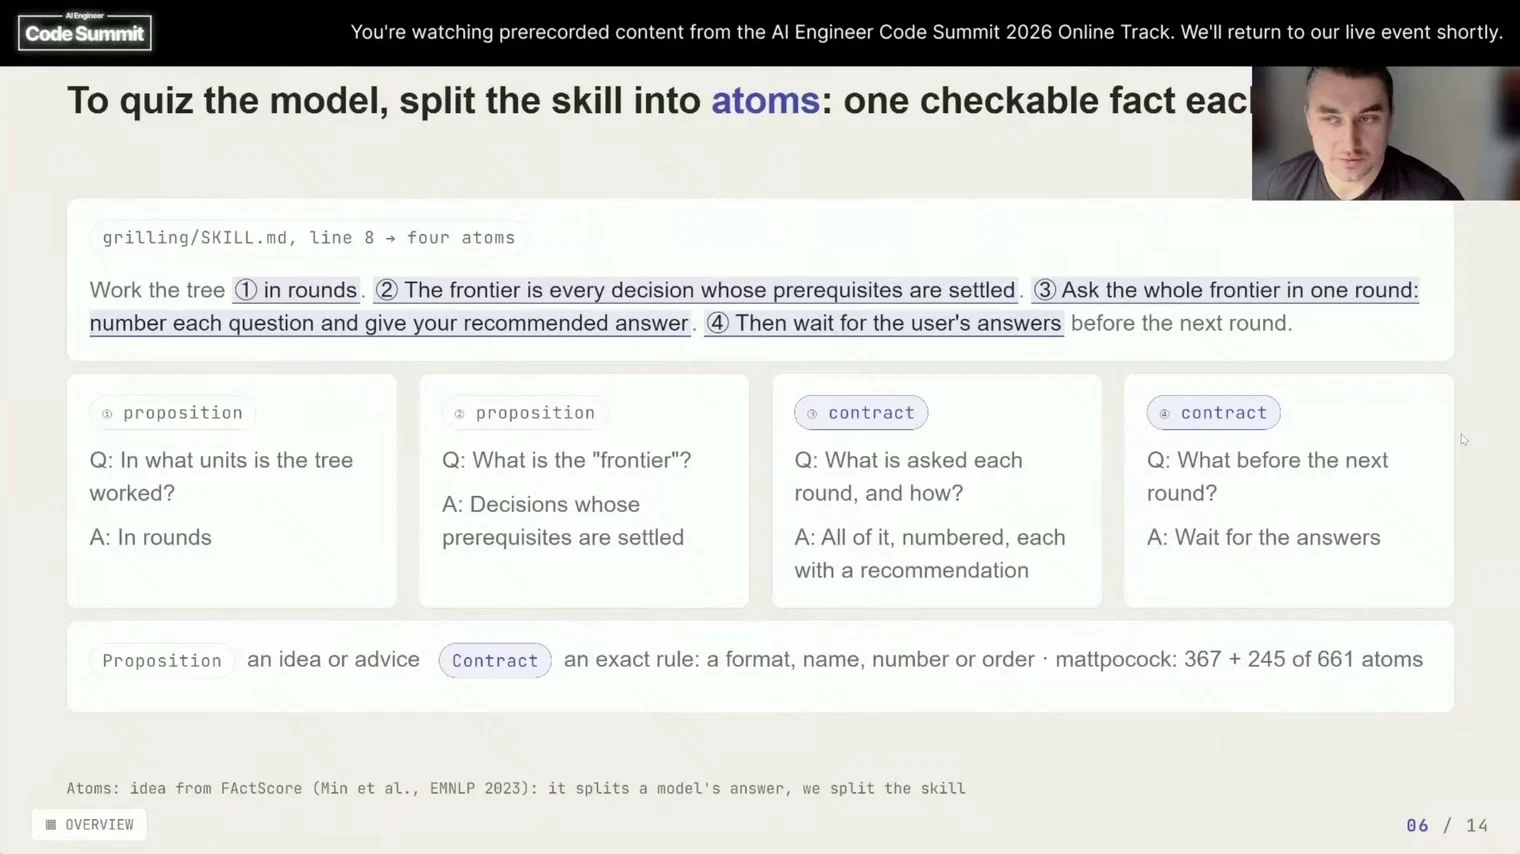 AI Engineer
Code Summit
You're watching prerecorded content from the AI Engineer Code Summit 2026 Online Track. We'll return to our live event shortly.
To quiz the model, split the skill into atoms: one checkable fact each
grilling/SKILL.md, line 8 → four atoms
Work the tree ① in rounds. ② The frontier is every decision whose prerequisites are settled. ③ Ask the whole frontier in one round:
number each question and give your recommended answer. ④ Then wait for the user's answers before the next round.
① proposition
Q: In what units is the tree
worked?
A: In rounds
② proposition
Q: What is the "frontier"?
A: Decisions whose
prerequisites are settled
③ contract
Q: What is asked each
round, and how?
A: All of it, numbered, each
with a recommendation
④ contract
Q: What before the next
round?
A: Wait for the answers
Proposition an idea or advice Contract an exact rule: a format, name, number or order · mattpocock: 367 + 245 of 661 atoms
Atoms: idea from FActScore (Min et al., EMNLP 2023): it splits a model's answer, we split the skill
OVERVIEW
06 / 14